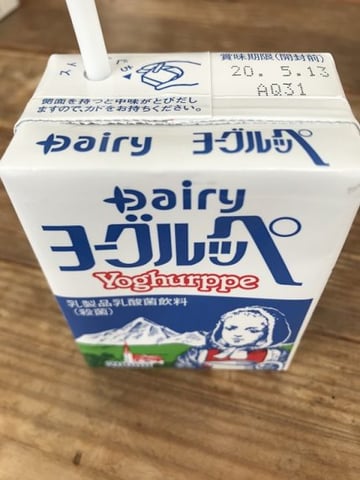 賞味期限(開封前)
20. 5.13
AQ31
側面を持つと中味がとびだし
ますので、カドをお持ちください。
Dairy ヨーグルッペ
Dairy
ヨーグルッペ
Yoghurppe
乳製品乳酸菌飲料
(殺菌)